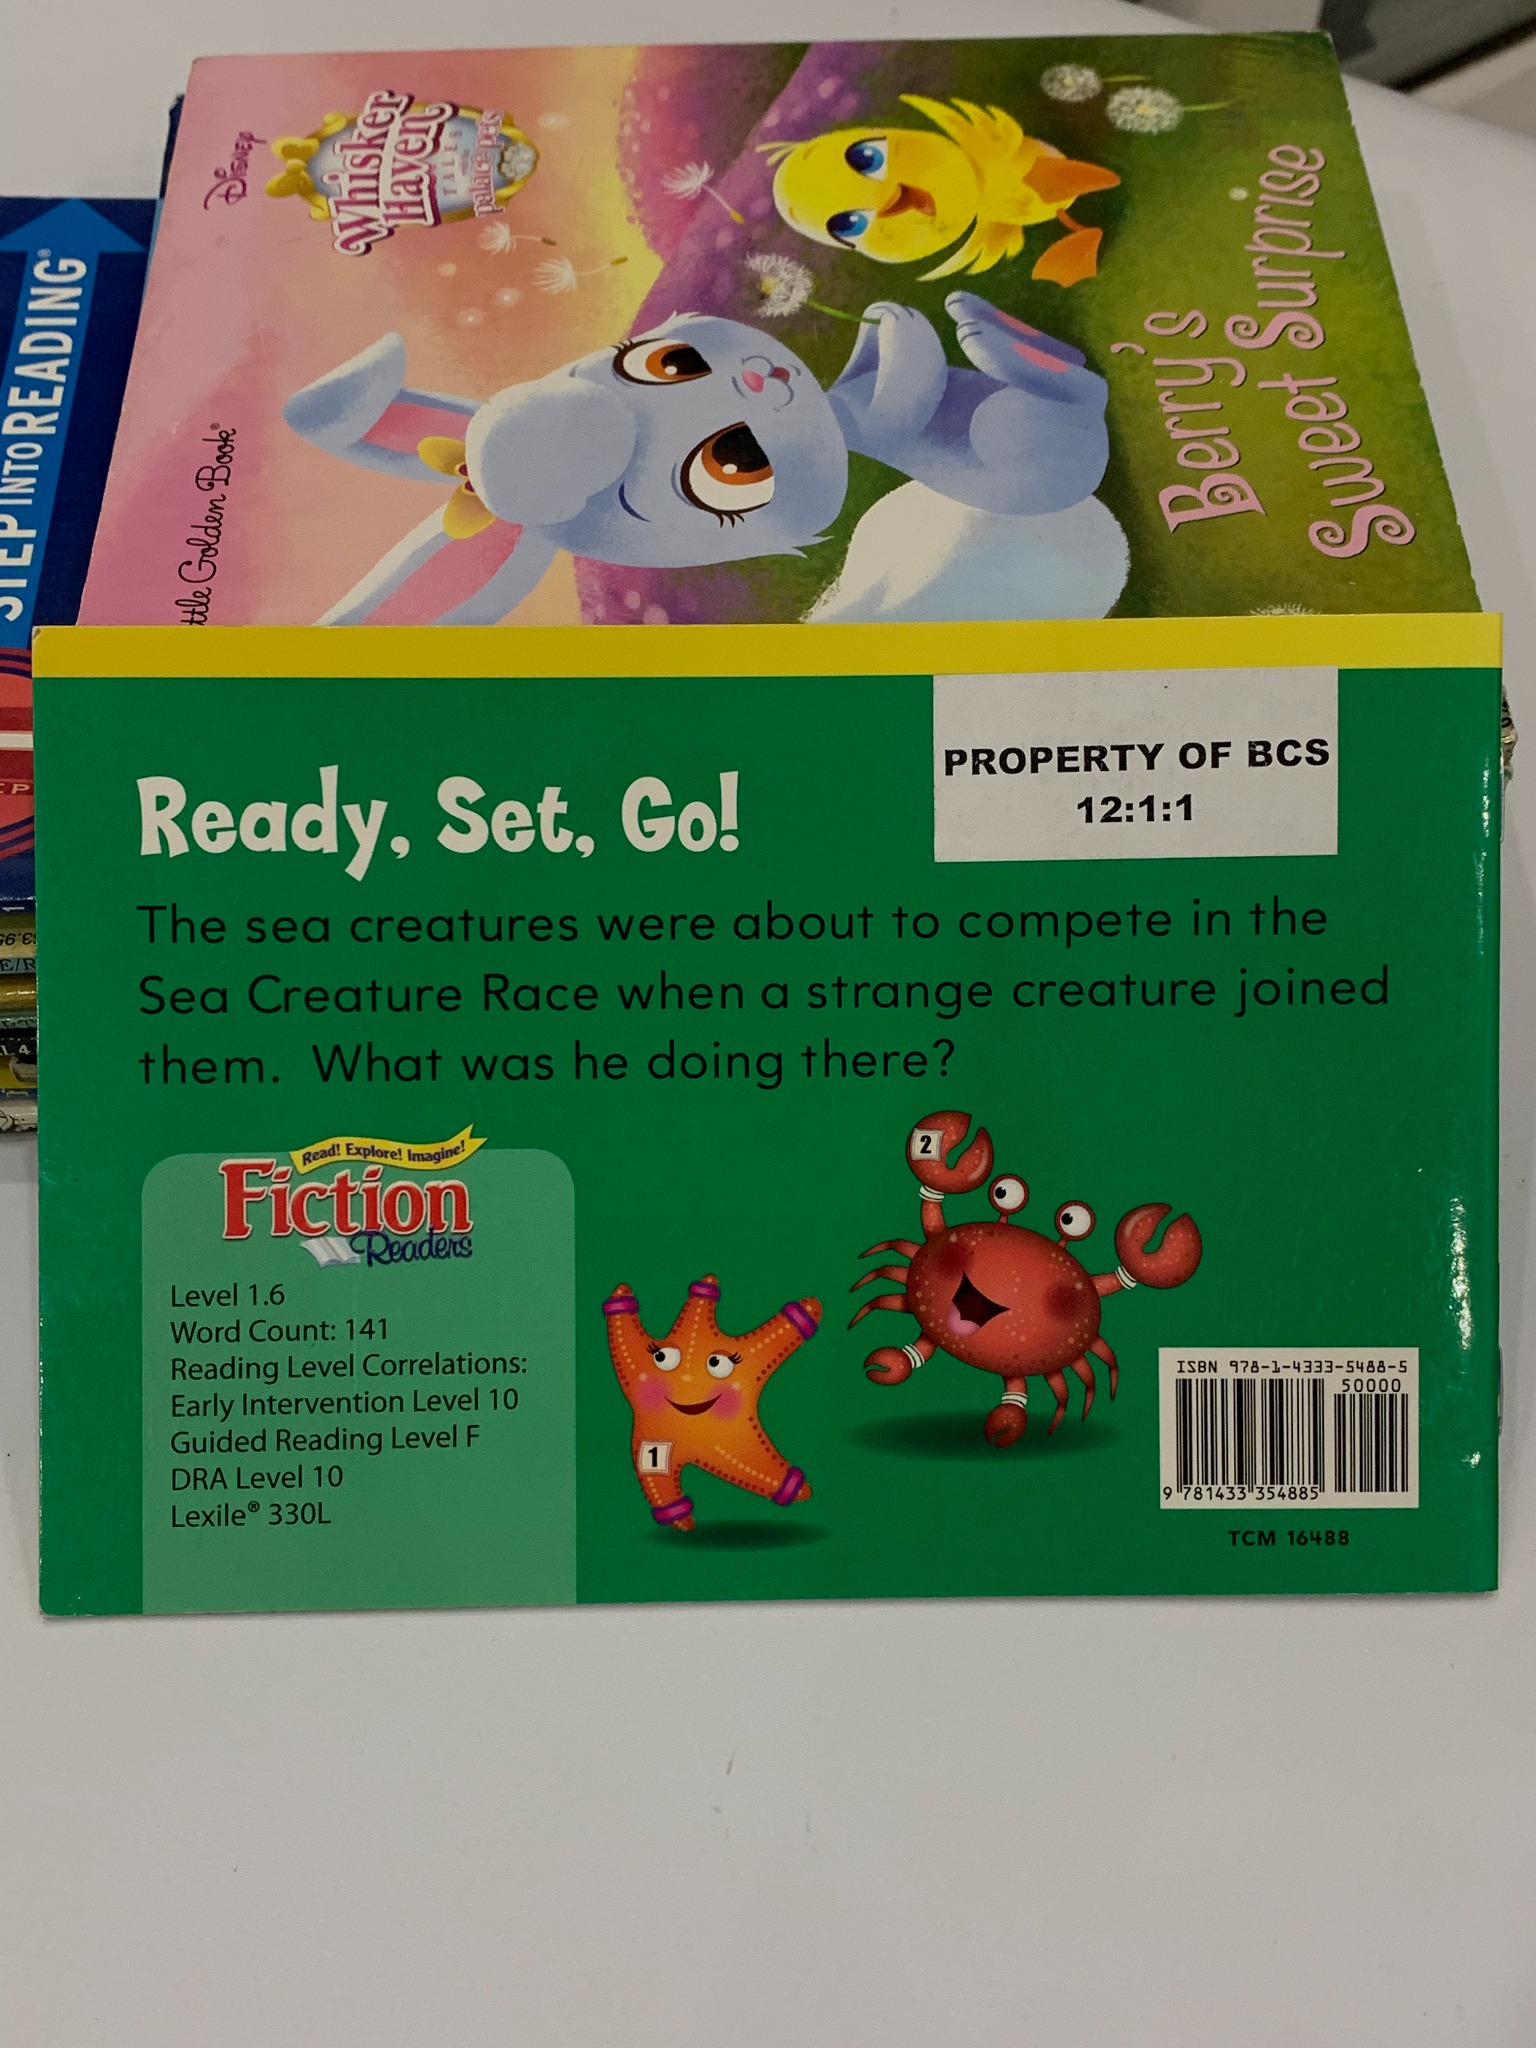 STEP INTO READING®
DISNEY
Whisker
Haven
TALES
with the
palace pets
Little Golden Book®
Berry's
Sweet Surprise
PROPERTY OF BCS
12:1:1
Ready, Set, Go!
The sea creatures were about to compete in the
Sea Creature Race when a strange creature joined
them. What was he doing there?
Read! Explore! Imagine!
Fiction
Readers
Level 1.6
Word Count: 141
Reading Level Correlations:
Early Intervention Level 10
Guided Reading Level F
DRA Level 10
Lexile® 330L
1
2
ISBN 978-1-4333-5488-5
50000
9 781433 354885
TCM 16488